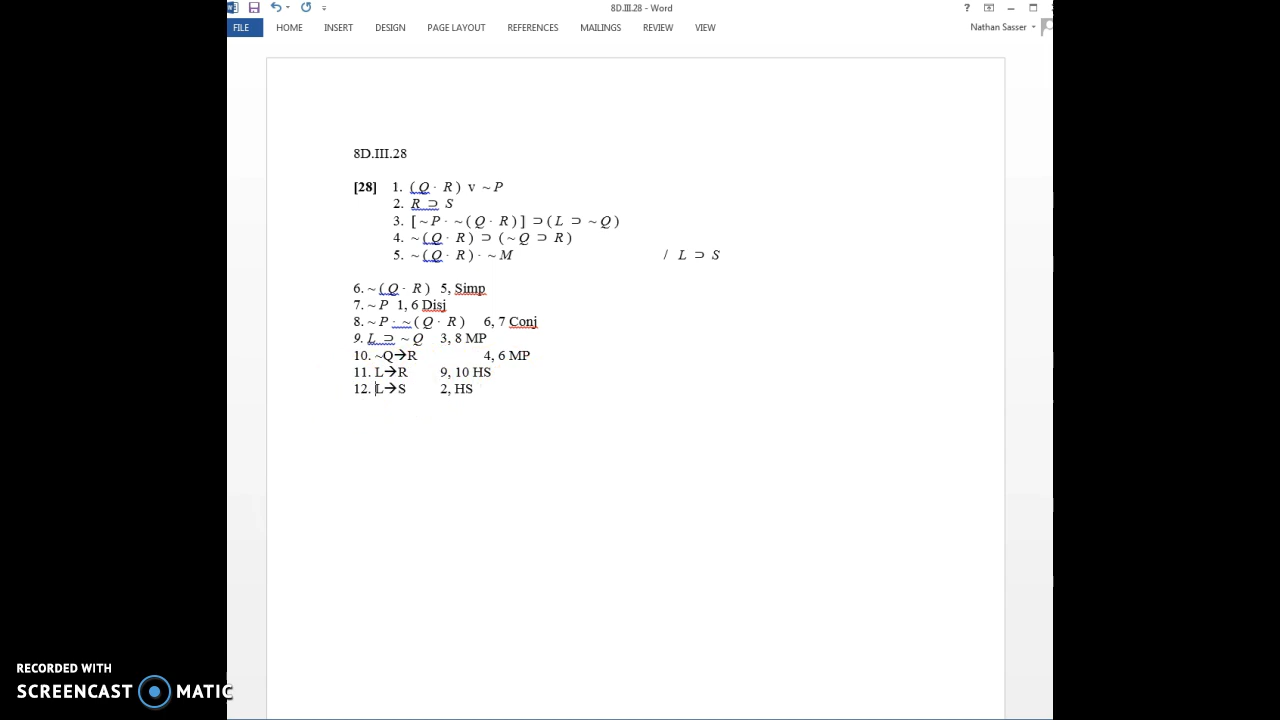 8D.III.28 - Word
?
FILE HOME INSERT DESIGN PAGE LAYOUT REFERENCES MAILINGS REVIEW VIEW Nathan Sasser
8D.III.28
[28] 1. ( Q · R ) v ~ P
2. R ⊃ S
3. [ ~ P · ~ ( Q · R ) ] ⊃ ( L ⊃ ~ Q )
4. ~ ( Q · R ) ⊃ ( ~ Q ⊃ R )
5. ~ ( Q · R ) · ~ M / L ⊃ S
6. ~ ( Q · R ) 5, Simp
7. ~ P 1, 6 Disj
8. ~ P · ~ ( Q · R ) 6, 7 Conj
9. L ⊃ ~ Q 3, 8 MP
10. ~Q→R 4, 6 MP
11. L→R 9, 10 HS
12. L→S 2, HS
RECORDED WITH
SCREENCAST MATIC